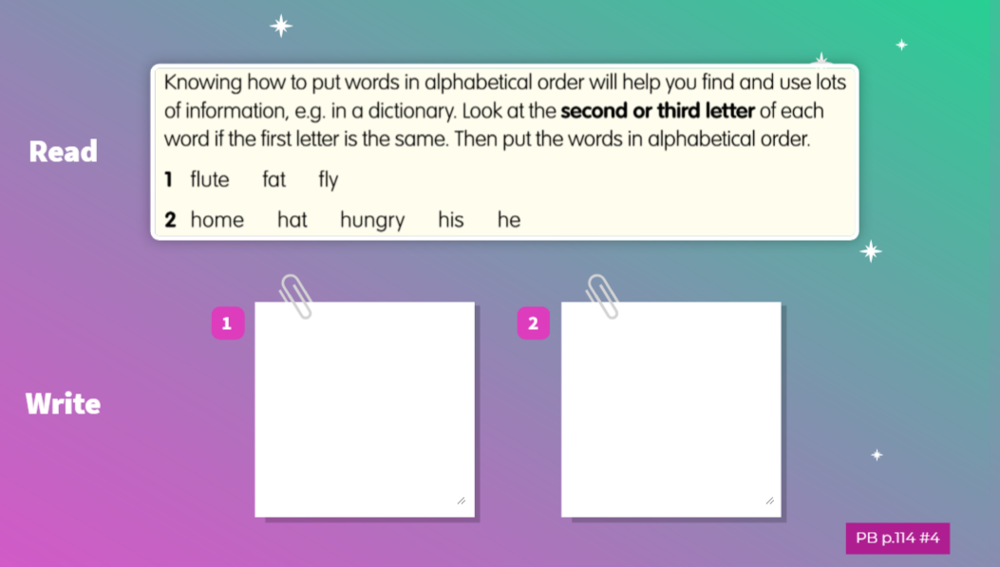 Read
Knowing how to put words in alphabetical order will help you find and use lots
of information, e.g. in a dictionary. Look at the second or third letter of each
word if the first letter is the same. Then put the words in alphabetical order.
1 flute fat fly
2 home hat hungry his he
Write
1
2
PB p.114 #4